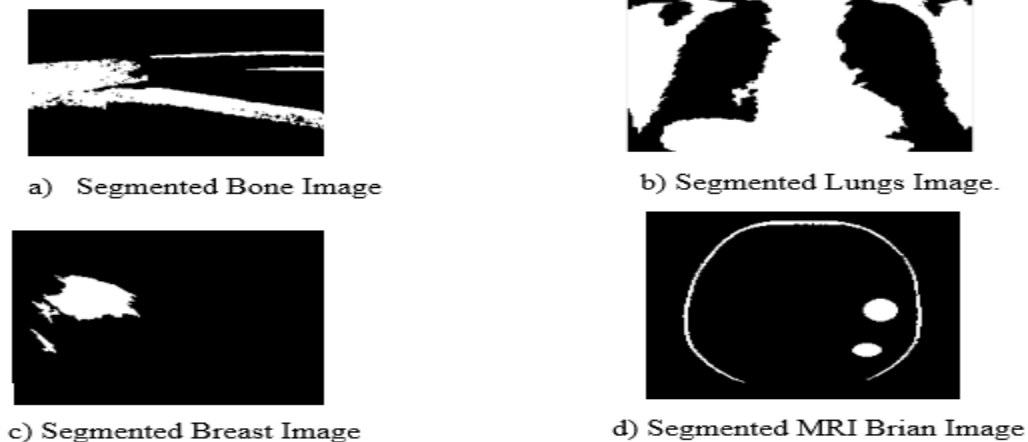 a) Segmented Bone Image
b) Segmented Lungs Image.
c) Segmented Breast Image
d) Segmented MRI Brian Image